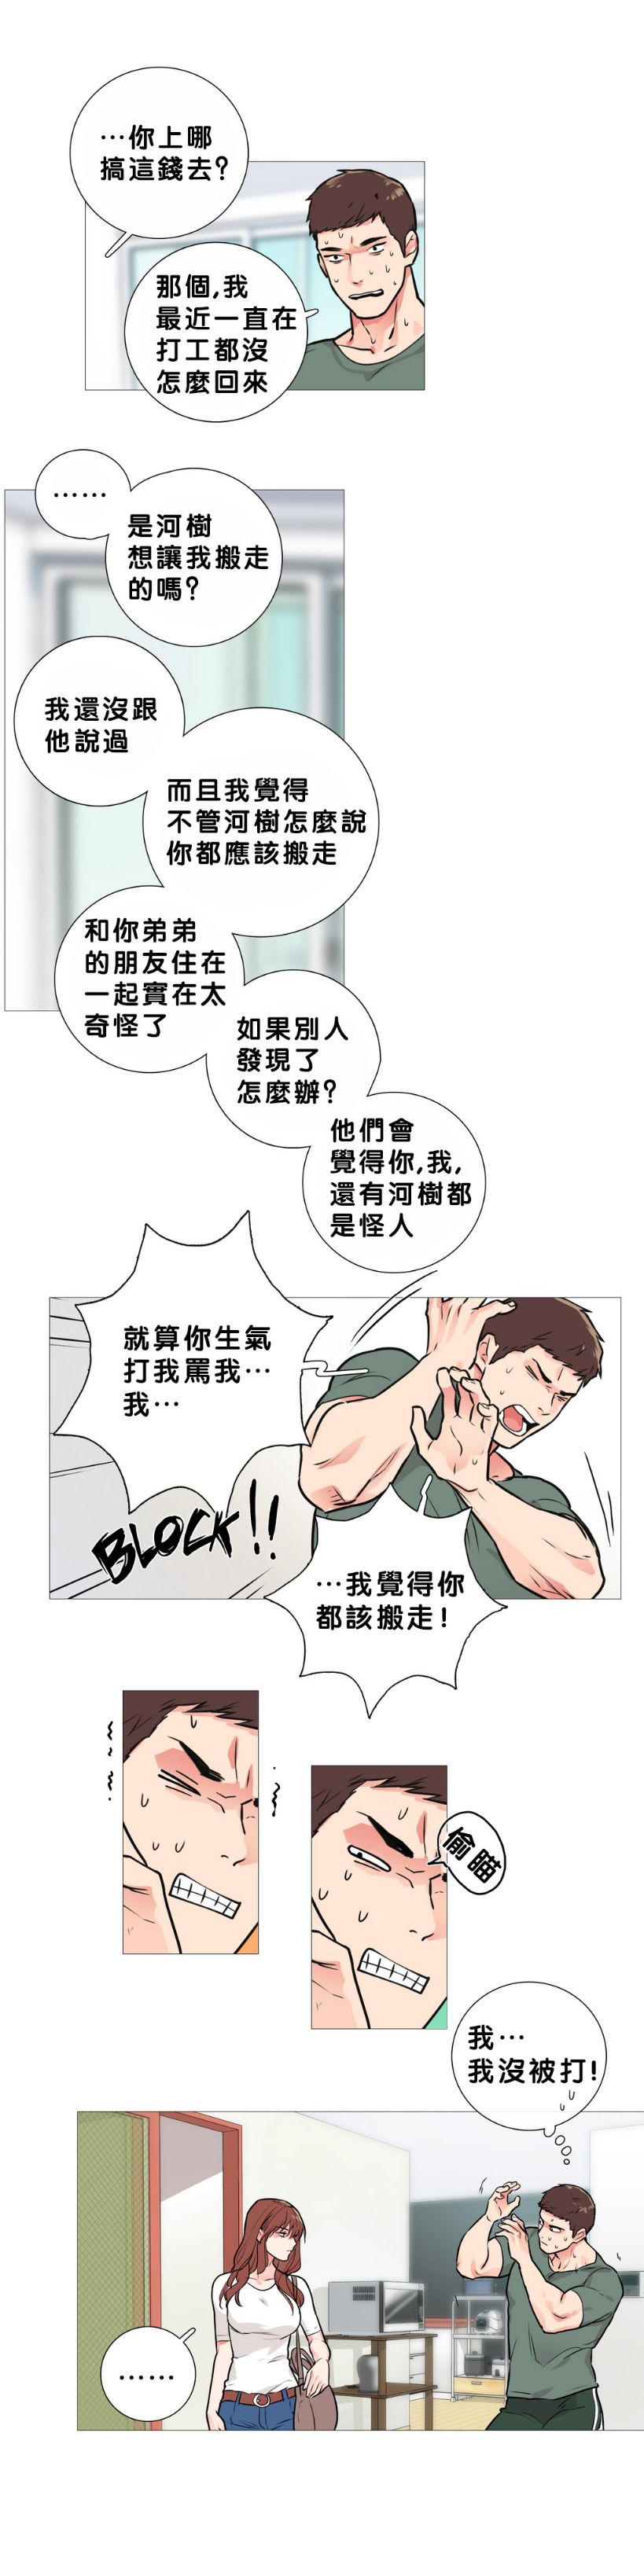 …你上哪
搞這錢去?
那個,我
最近一直在
打工都沒
怎麼回來
……
是河樹
想讓我搬走
的嗎?
我還沒跟
他說過
而且我覺得
不管河樹怎麼說
你都應該搬走
和你弟弟
的朋友住在
一起實在太
奇怪了
如果別人
發現了
怎麼辦?
他們會
覺得你,我,
還有河樹都
是怪人
就算你生氣
打我罵我…
我…
BLOCK!!
…我覺得你
都該搬走!
偷瞄
我…
我沒被打!
……